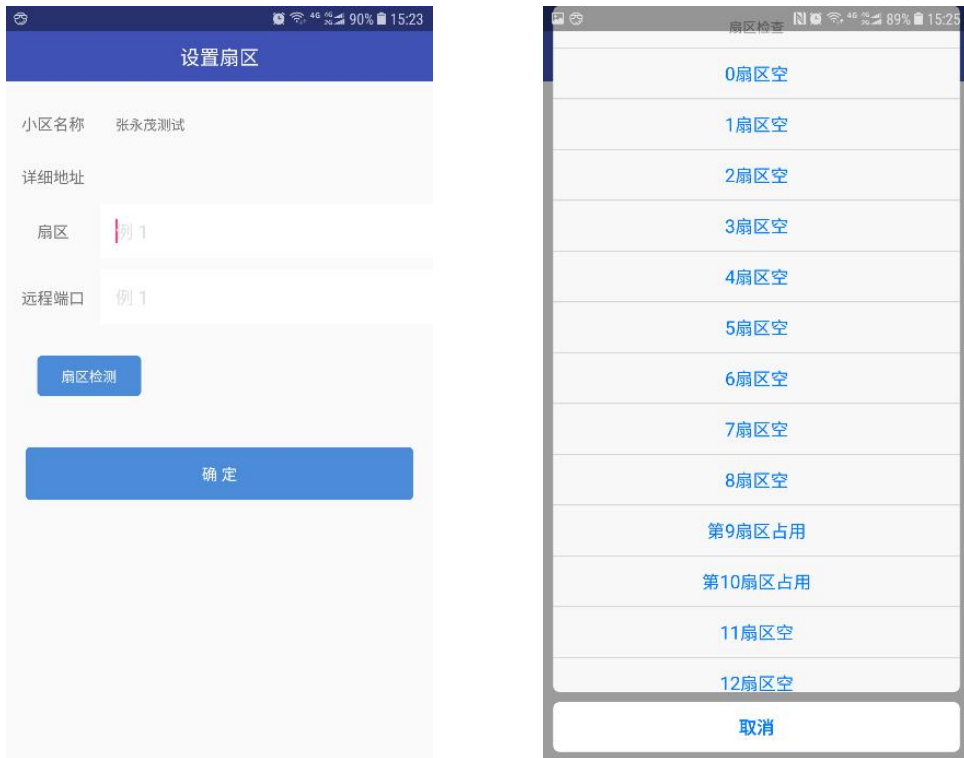 90% 15:23
设置扇区
小区名称 张永茂测试
详细地址
扇区 例 1
远程端口 例 1
扇区检测
确 定
4G 89% 15:25
扇区检查
0扇区空
1扇区空
2扇区空
3扇区空
4扇区空
5扇区空
6扇区空
7扇区空
8扇区空
第9扇区占用
第10扇区占用
11扇区空
12扇区空
取消